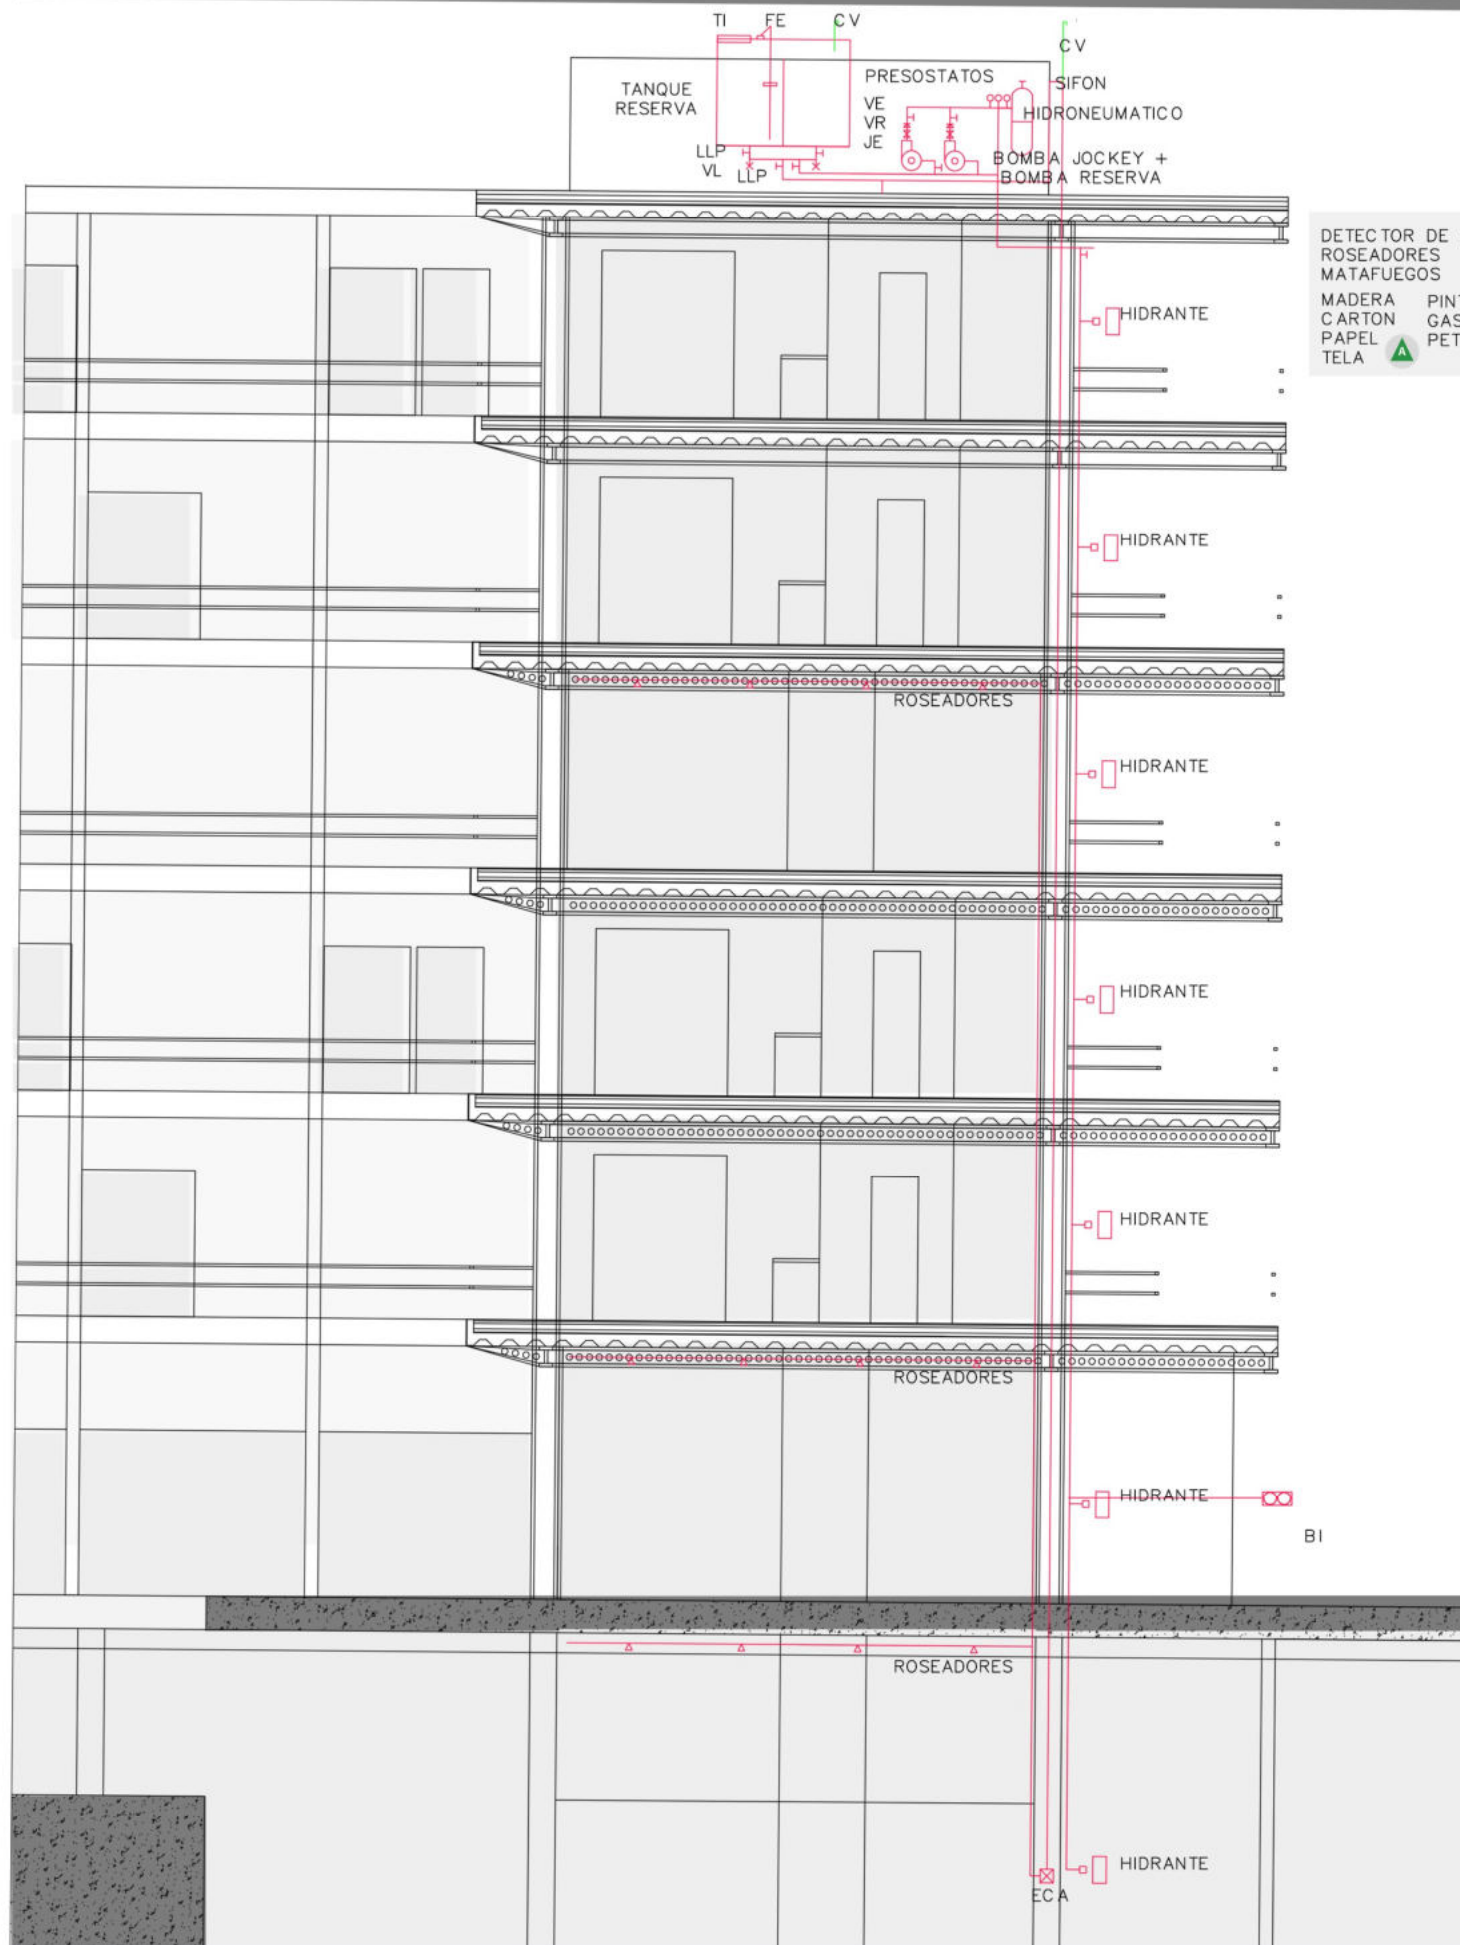 TI FE CV
CV
TANQUE
RESERVA
PRESOSTATOS
SIFON
VE
VR
JE
HIDRONEUMATICO
LLP
VL LLP
BOMBA JOCKEY +
BOMBA RESERVA
DETECTOR DE
ROSEADORES
MATAFUEGOS
MADERA
CARTON
PAPEL
TELA
A
HIDRANTE
HIDRANTE
ROSEADORES
HIDRANTE
HIDRANTE
HIDRANTE
ROSEADORES
HIDRANTE
BI
ROSEADORES
HIDRANTE
ECA